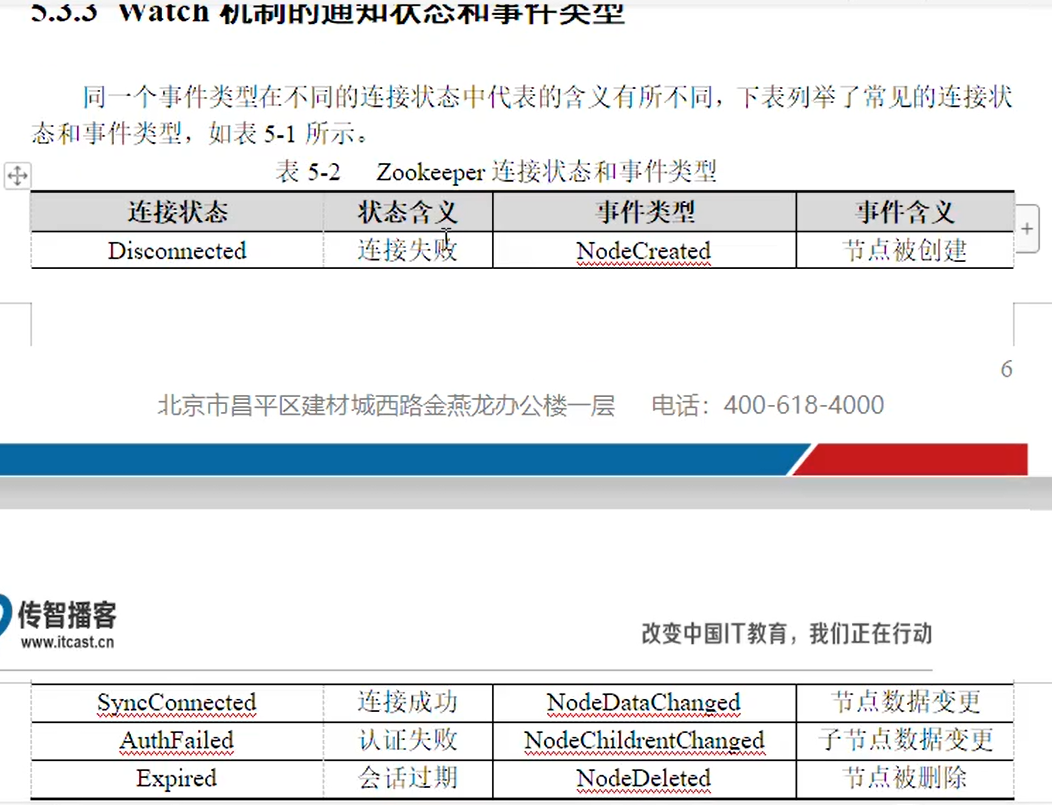 5.3.3 Watch 机制的通知状态和事件类型
同一个事件类型在不同的连接状态中代表的含义有所不同，下表列举了常见的连接状
态和事件类型，如表 5-1 所示。
表 5-2 Zookeeper 连接状态和事件类型
连接状态 状态含义 事件类型 事件含义
Disconnected 连接失败 NodeCreated 节点被创建
6
北京市昌平区建材城西路金燕龙办公楼一层 电话：400-618-4000
传智播客
www.itcast.cn
改变中国IT教育，我们正在行动
SyncConnected 连接成功 NodeDataChanged 节点数据变更
AuthFailed 认证失败 NodeChildrentChanged 子节点数据变更
Expired 会话过期 NodeDeleted 节点被删除